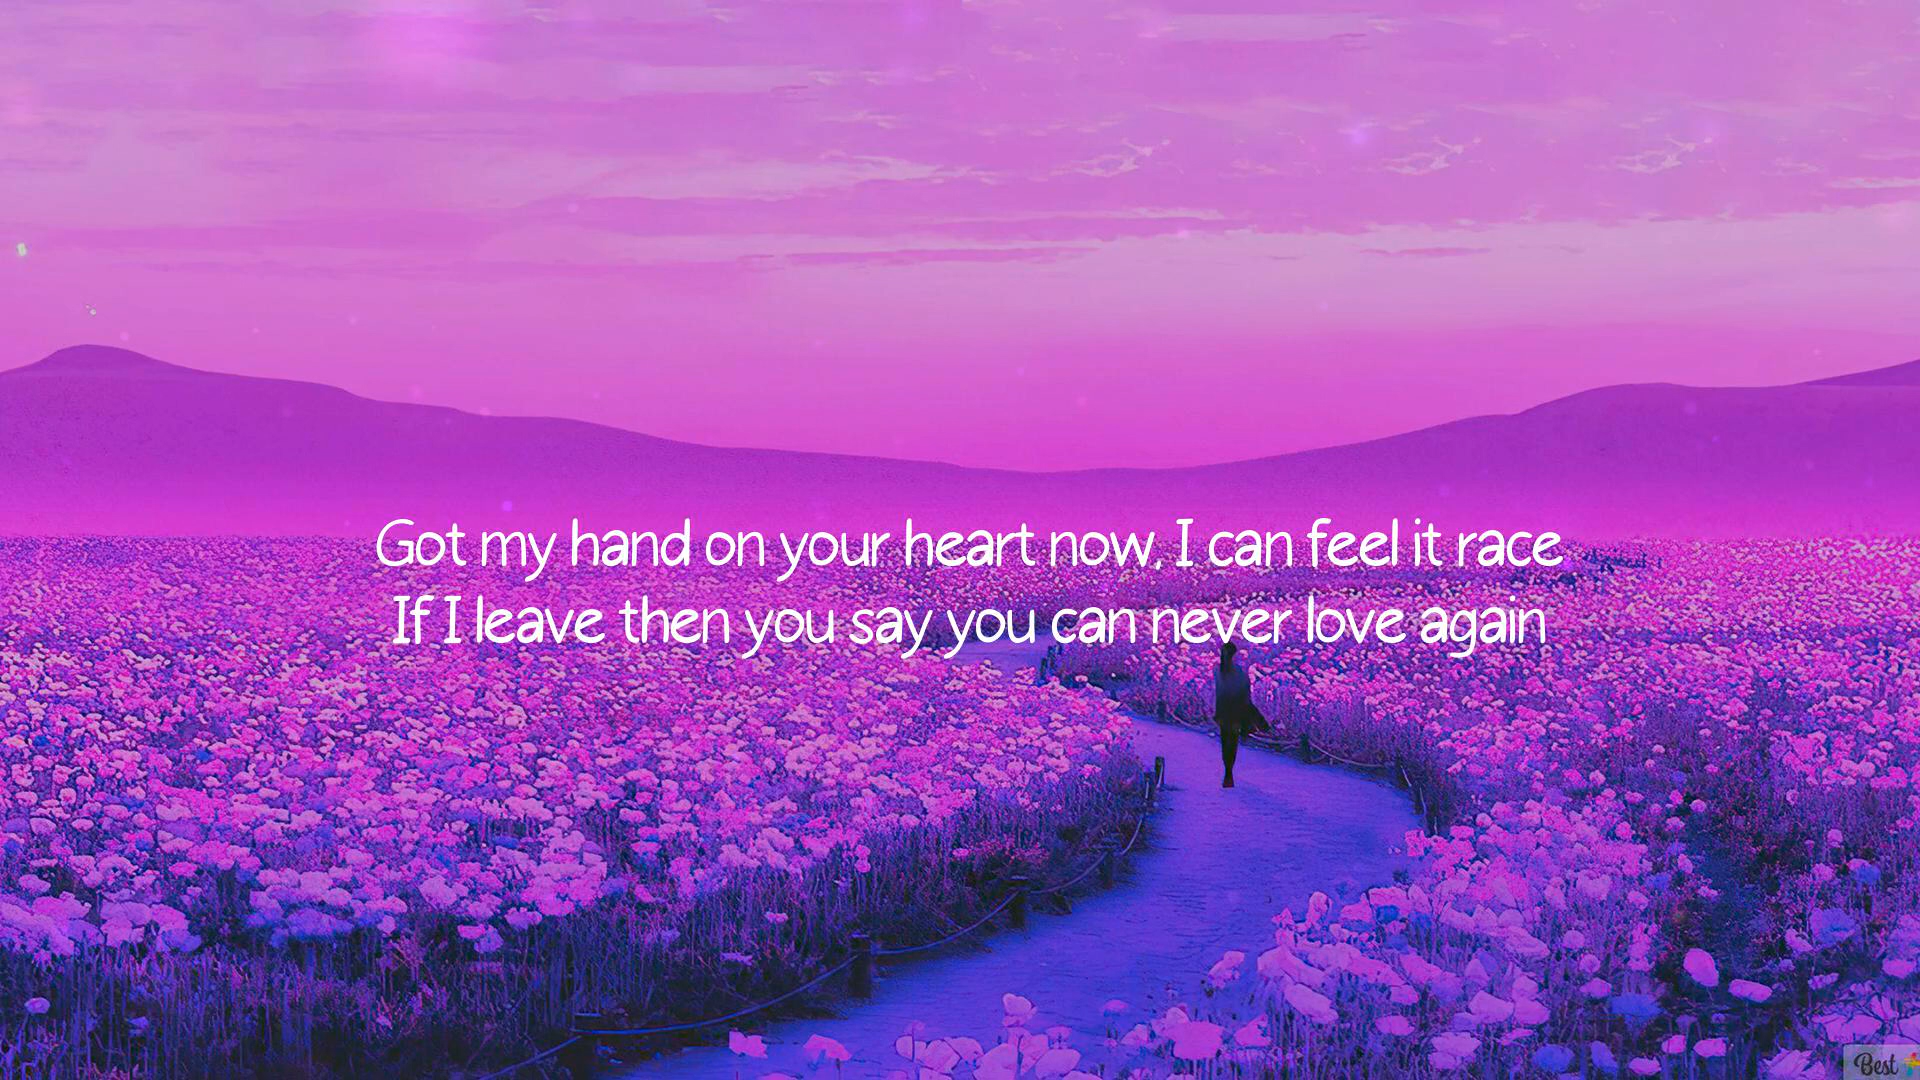 Got my hand on your heart now, I can feel it race
If I leave then you say you can never love again
Best